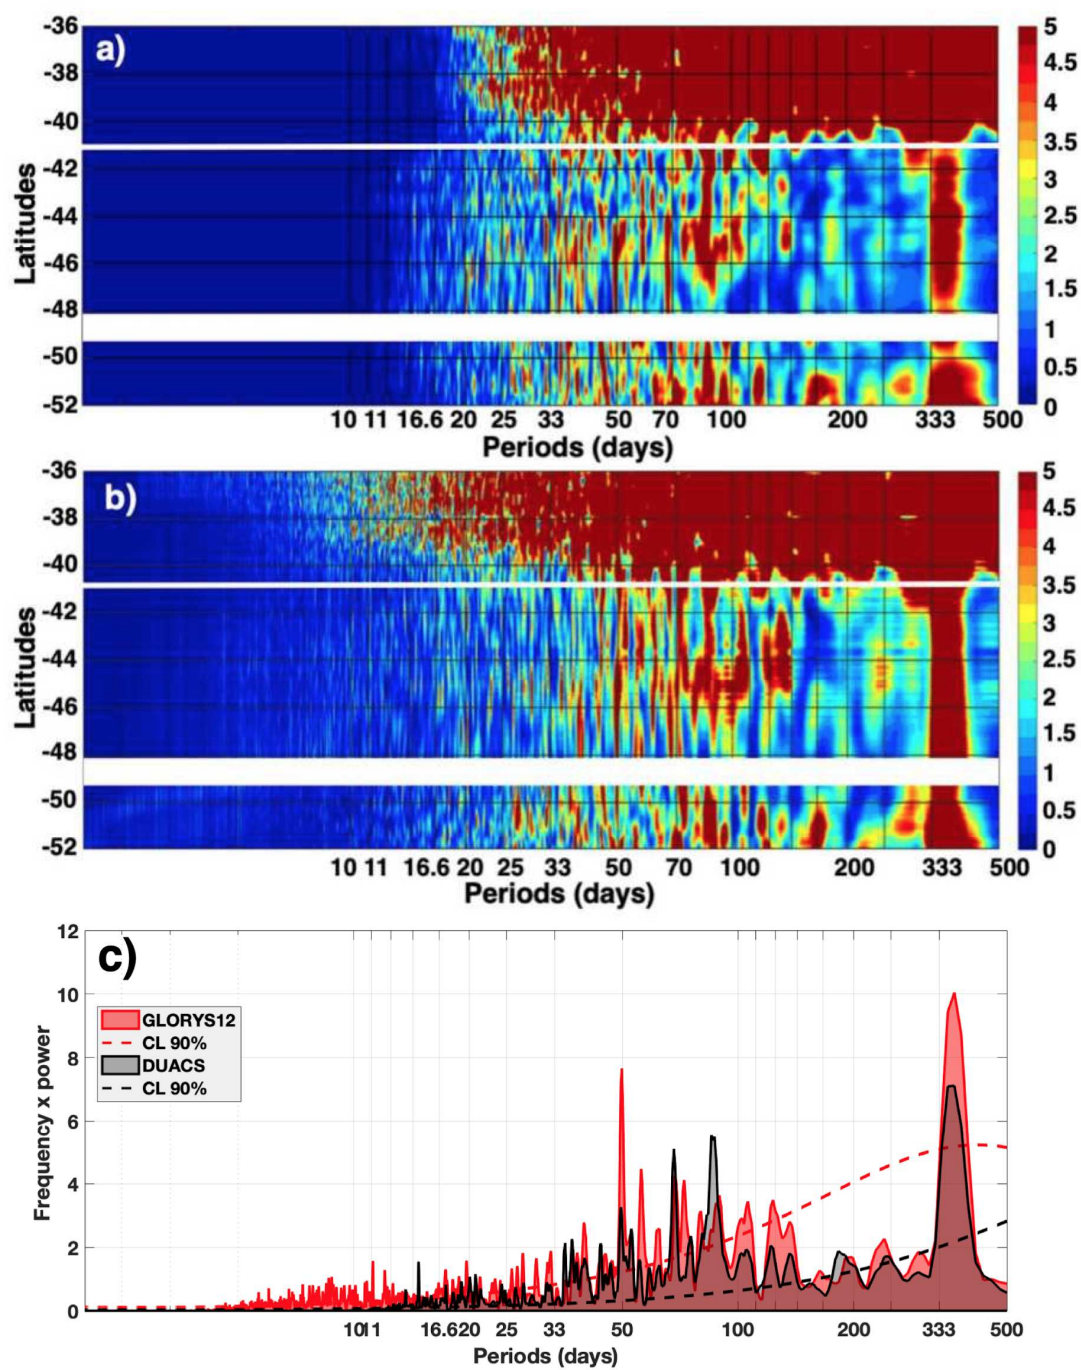 a)
-36
-38
-40
-42
-44
-46
-48
-50
-52
Latitudes
10 11 16.6 20 25 33 50 70 100 200 333 500
Periods (days)
5
4.5
4
3.5
3
2.5
2
1.5
1
0.5
0
b)
-36
-38
-40
-42
-44
-46
-48
-50
-52
Latitudes
10 11 16.6 20 25 33 50 70 100 200 333 500
Periods (days)
5
4.5
4
3.5
3
2.5
2
1.5
1
0.5
0
c)
12
10
8
6
4
2
0
Frequency x power
GLORYS12
CL 90%
DUACS
CL 90%
1011 16.620 25 33 50 100 200 333 500
Periods (days)